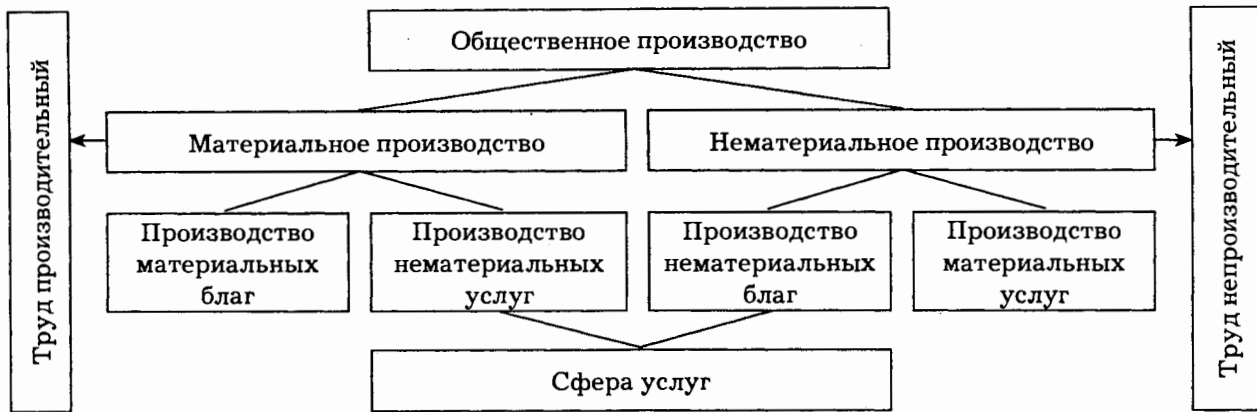 Общественное производство
Труд производительный
Материальное производство
Нематериальное производство
Труд непроизводительный
Производство
материальных
благ
Производство
нематериальных
услуг
Производство
нематериальных
благ
Производство
материальных
услуг
Сфера услуг